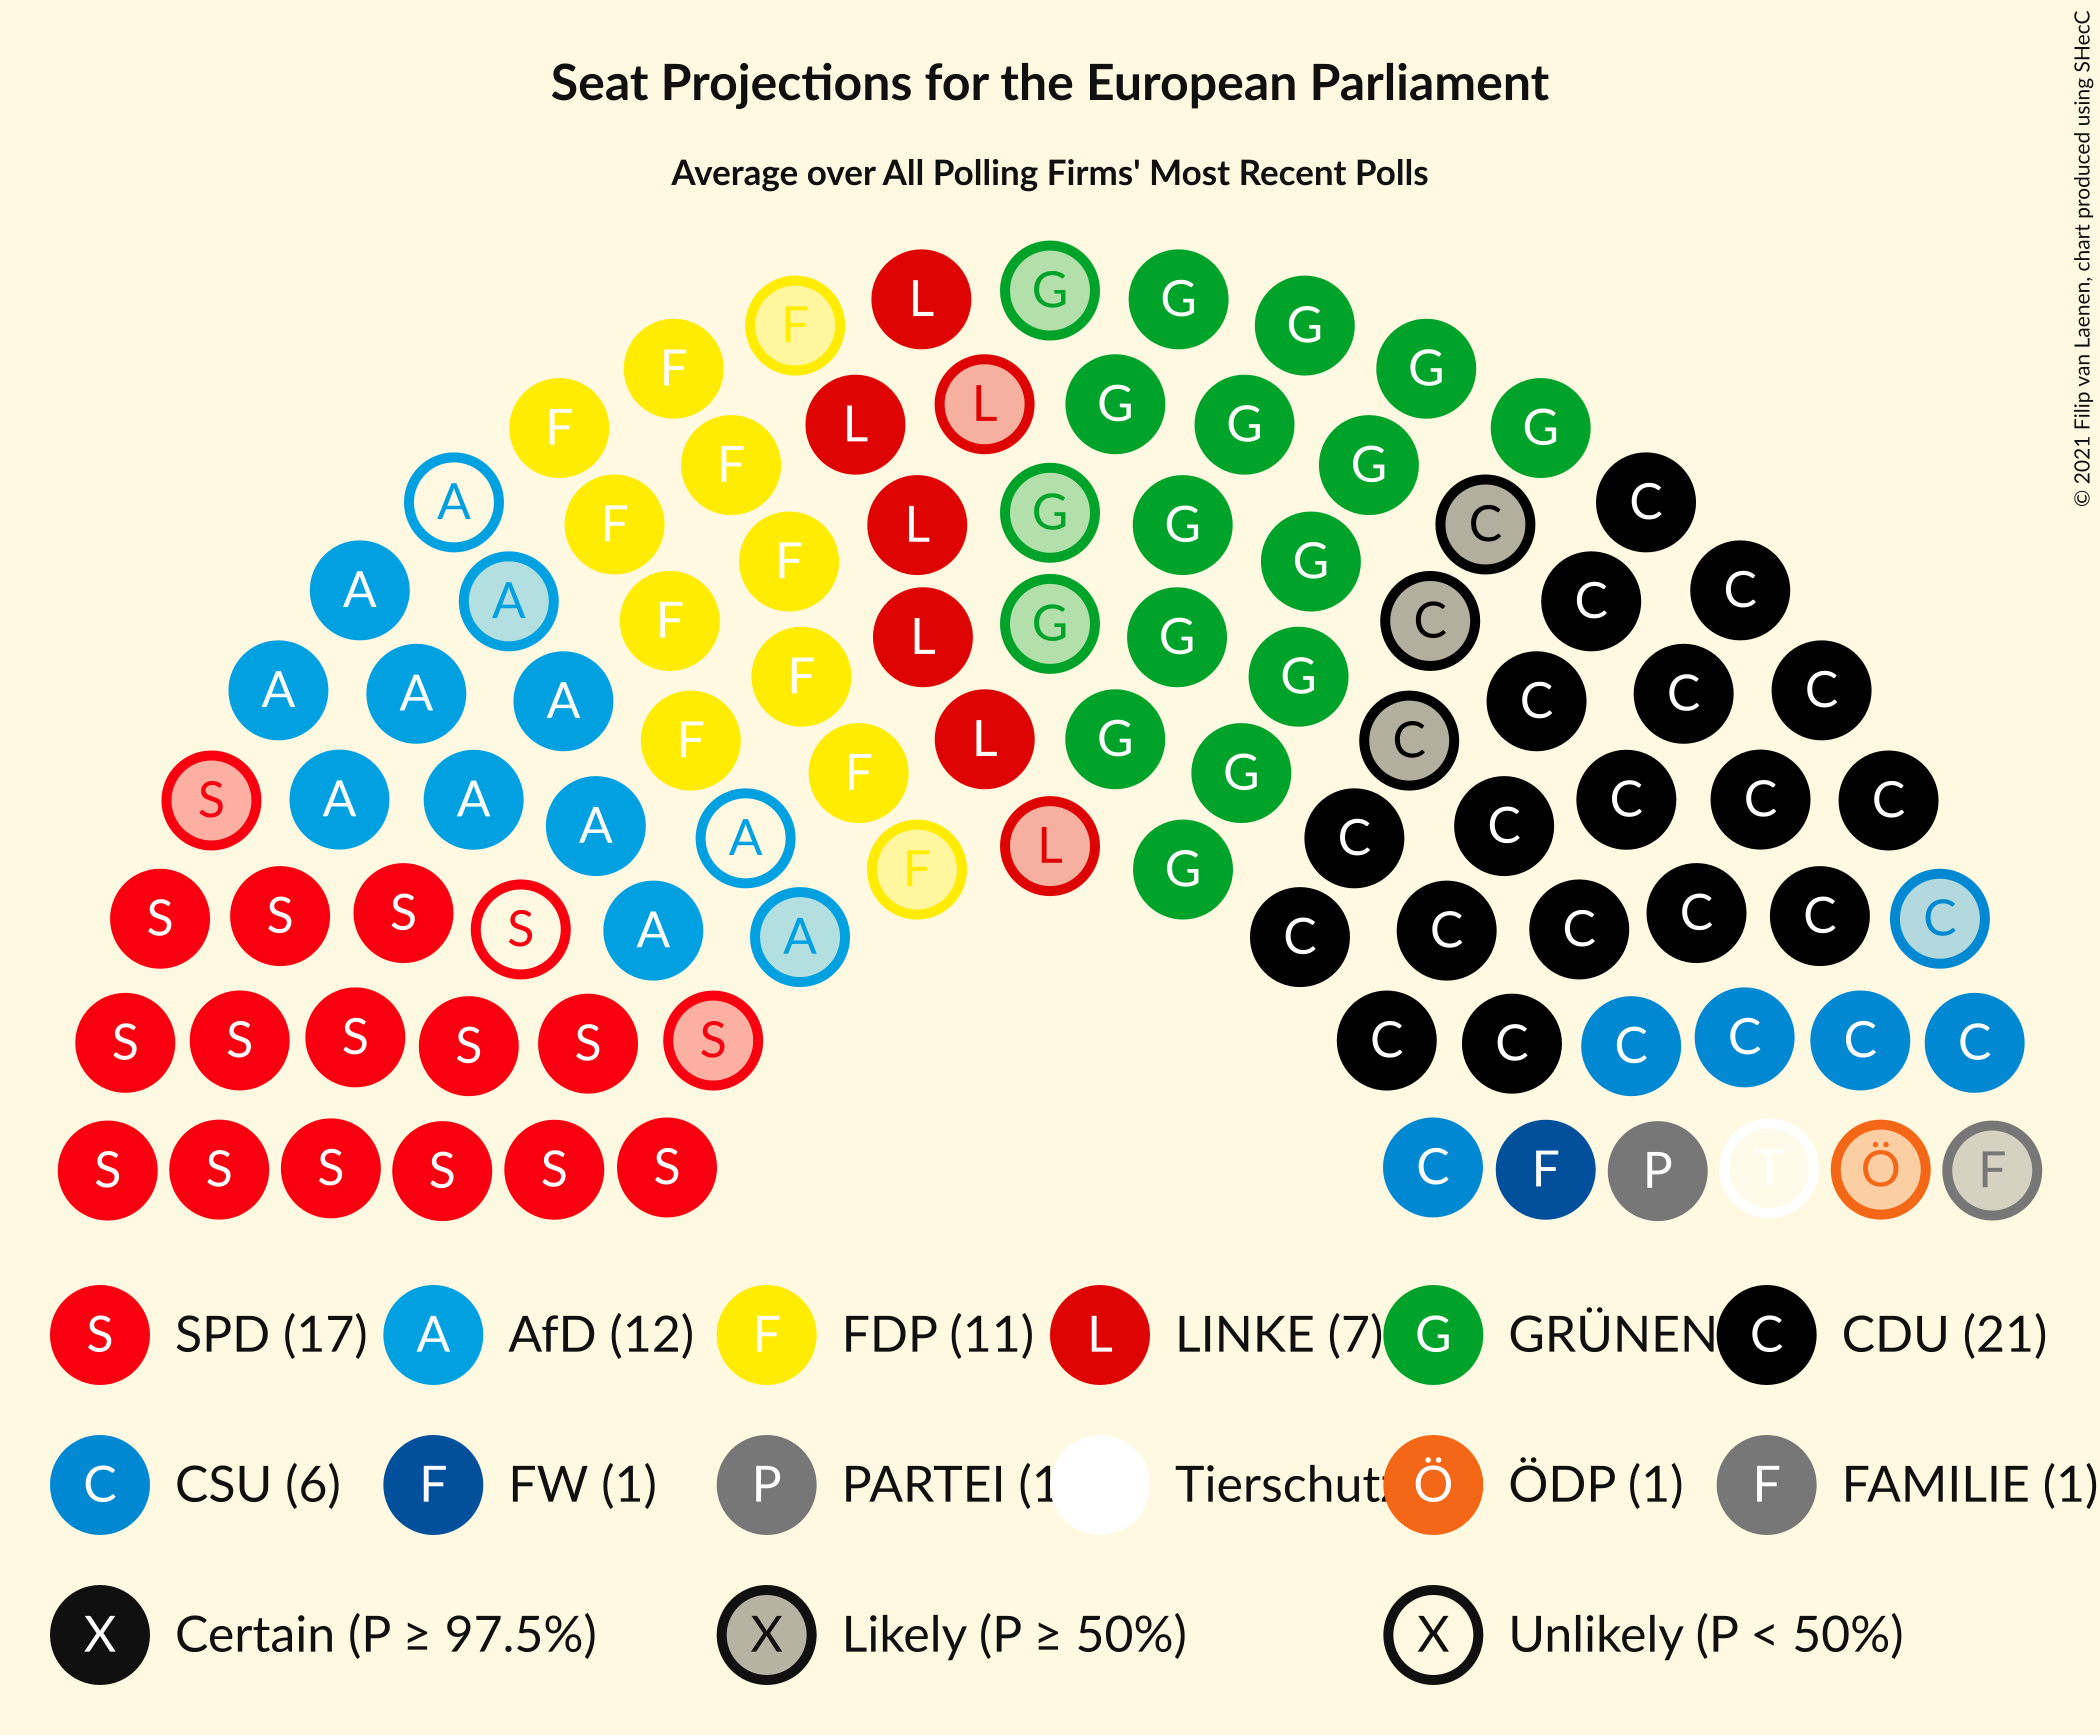 Seat Projections for the European Parliament
Average over All Polling Firms' Most Recent Polls
© 2021 Filip van Laenen, chart produced using SHecC
G
L G
F G
F L G
L G
F G
F L G
G
A F L G C C
F G
A F G C
A C
F L G
F G
A A C C
A F L G C C
F G
S A A A F G C C C C C
A L
S S S S A A F G C C C C C C
S S S S S S C C C C C C
S S S S S S C F P T Ö F
S SPD (17) A AfD (12) F FDP (11) L LINKE (7) G GRÜNEN C CDU (21)
C CSU (6) F FW (1) P PARTEI (1 Tierschutz Ö ÖDP (1) F FAMILIE (1)
X Certain (P ≥ 97.5%) X Likely (P ≥ 50%) X Unlikely (P < 50%)